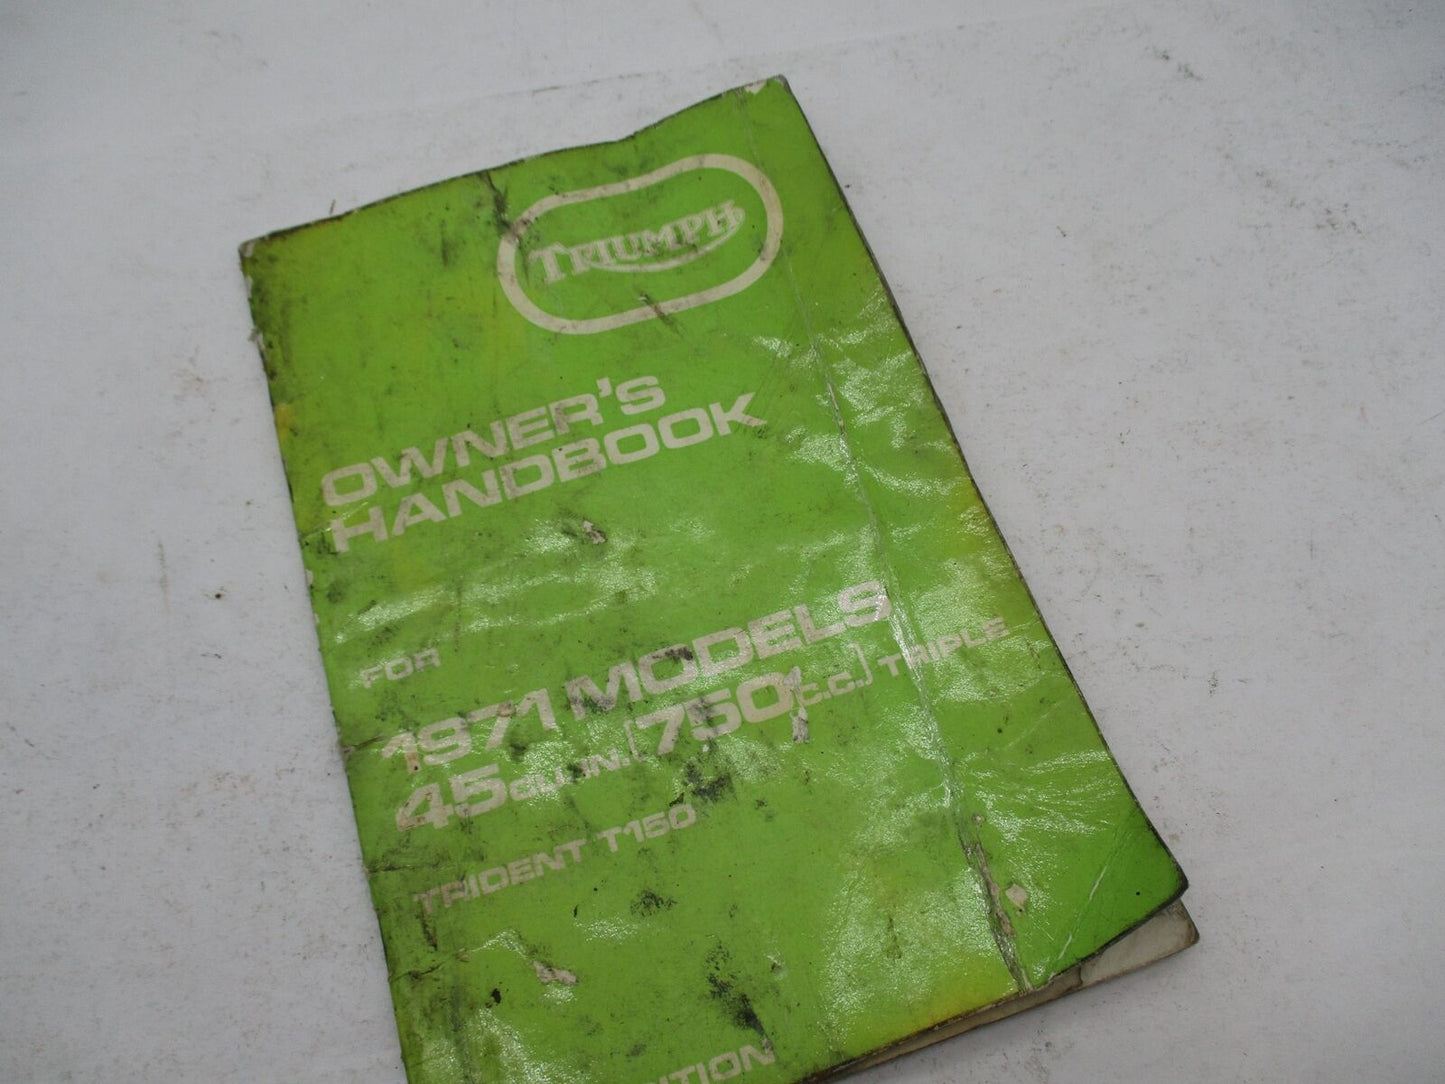 TRIUMPH
OWNER'S
HANDBOOK
FOR
1971 MODELS
45 cu. in. [750 c.c.] TRIPLE
TRIDENT T150